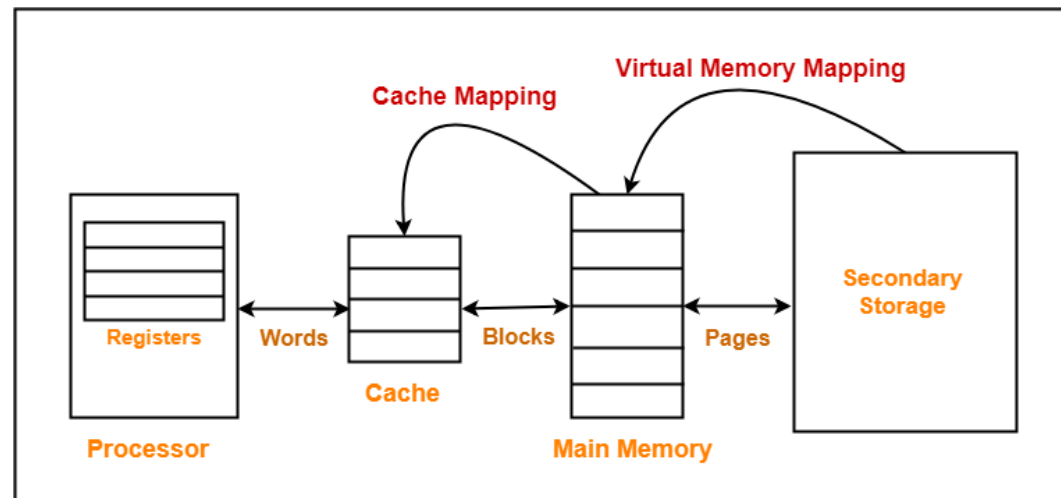 Virtual Memory Mapping
Cache Mapping
Secondary
Storage
Registers
Words
Blocks
Pages
Cache
Processor
Main Memory